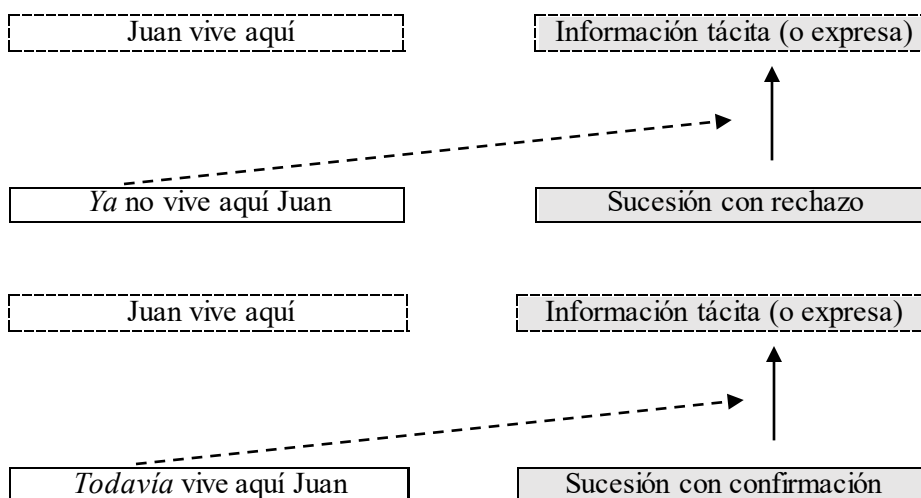 Juan vive aquí
Información tácita (o expresa)
Ya no vive aquí Juan
Sucesión con rechazo
Juan vive aquí
Información tácita (o expresa)
Todavía vive aquí Juan
Sucesión con confirmación